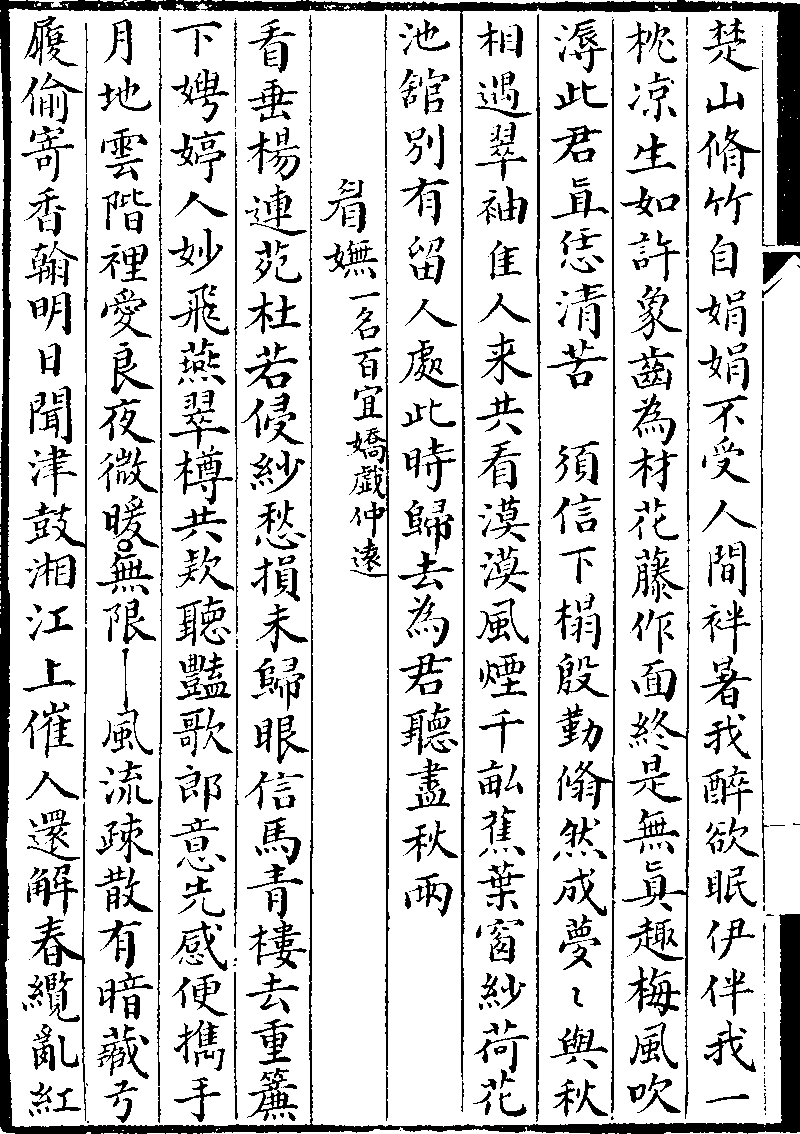 楚山脩竹自娟娟不受人間袢暑我醉欲眠伊伴我一
枕凉生如許象齒為材花藤作面終是無眞趣梅風吹
溽此君眞恁清苦　須信下榻殷勤翛然成夢〻與秋
相遇翠袖佳人来共看漠漠風煙千畝蕉葉窗紗荷花
池舘別有留人處此時歸去為君聽盡秋雨
眉嫵一名百宜嬌戲仲遠
看垂楊連苑杜若侵紗愁損未歸眼信馬青樓去重簾
下娉婷人妙飛燕翠樽共欵聽豔歌郎意先感便携手
月地雲階裡愛良夜微暖。無限｜風流疎散有暗藏弓
履偷寄香翰明日聞津鼓湘江上催人還解春纜亂紅